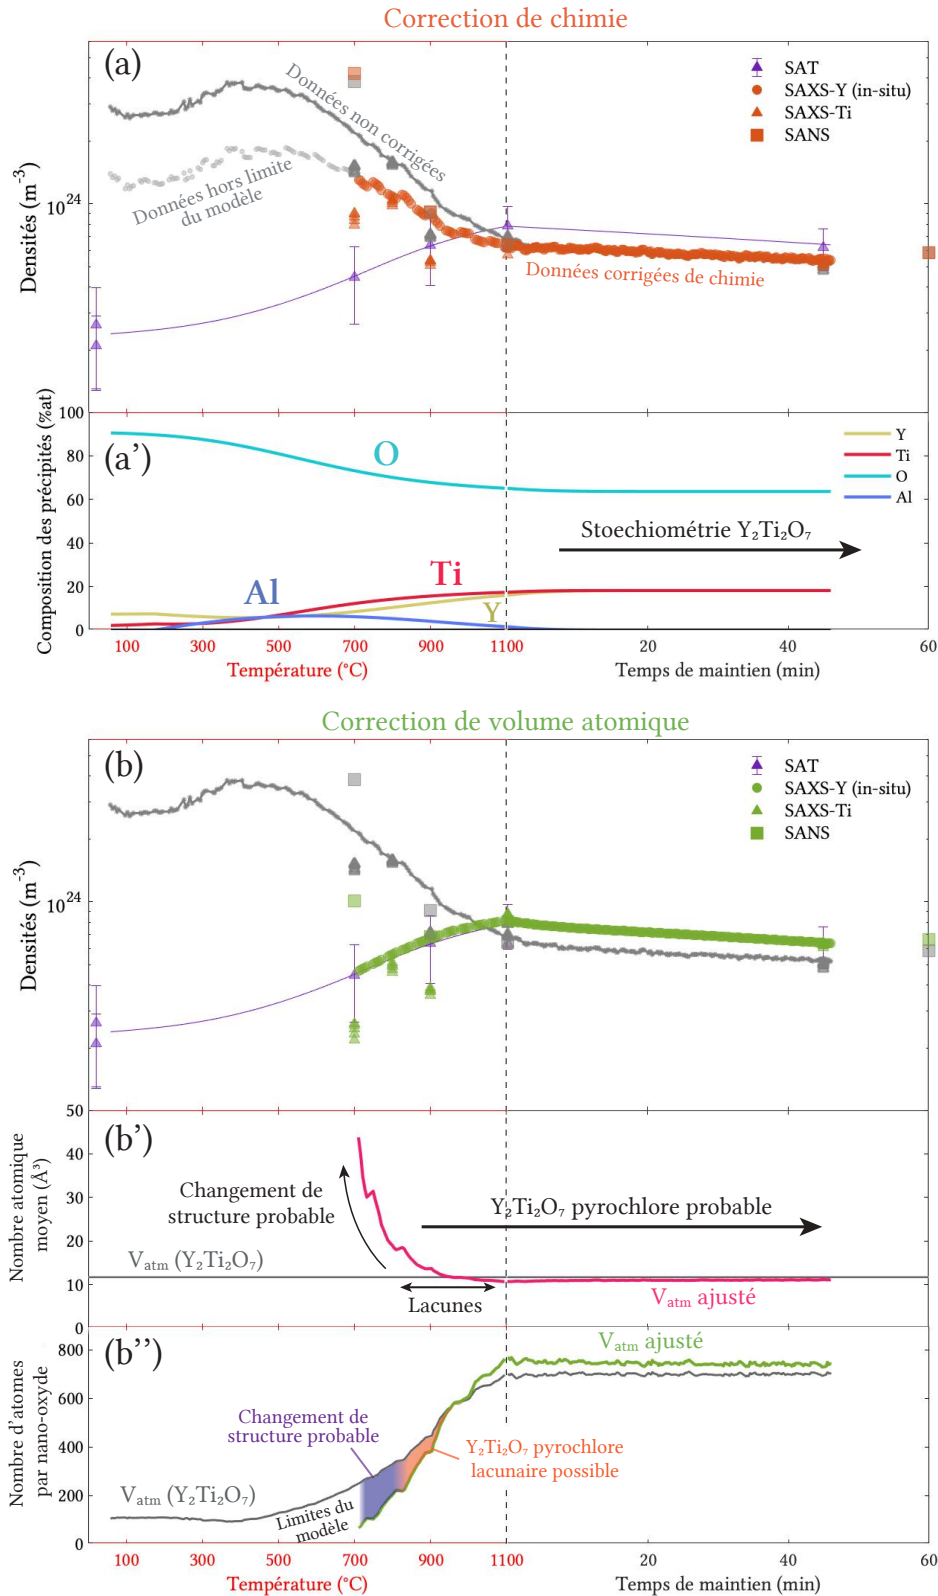 Correction de chimie
(a)
Données non corrigées
Données hors limite
du modèle
Données corrigées de chimie
SAT
SAXS-Y (in-situ)
SAXS-Ti
SANS
Densités (m⁻³)
10²⁴
(a')
Composition des précipités (%at)
100
80
60
40
20
0
O
Al
Ti
Y
Y
Ti
O
Al
Stoechiométrie Y₂Ti₂O₇
100 300 500 700 900 1100 20 40 60
Température (°C)
Temps de maintien (min)
Correction de volume atomique
(b)
SAT
SAXS-Y (in-situ)
SAXS-Ti
SANS
Densités (m⁻³)
10²⁴
(b')
Nombre atomique
moyen (Å³)
50
40
30
20
10
0
Changement de
structure probable
Y₂Ti₂O₇ pyrochlore probable
Vatm (Y₂Ti₂O₇)
Lacunes
Vatm ajusté
(b'')
Nombre d'atomes
par nano-oxyde
800
600
400
200
0
Vatm ajusté
Changement de
structure probable
Y₂Ti₂O₇ pyrochlore
lacunaire possible
Vatm (Y₂Ti₂O₇)
Limites du
modèle
100 300 500 700 900 1100 20 40 60
Température (°C)
Temps de maintien (min)